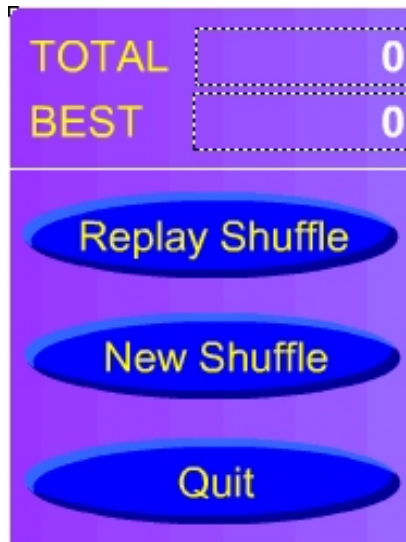 TOTAL 0
BEST 0
Replay Shuffle
New Shuffle
Quit